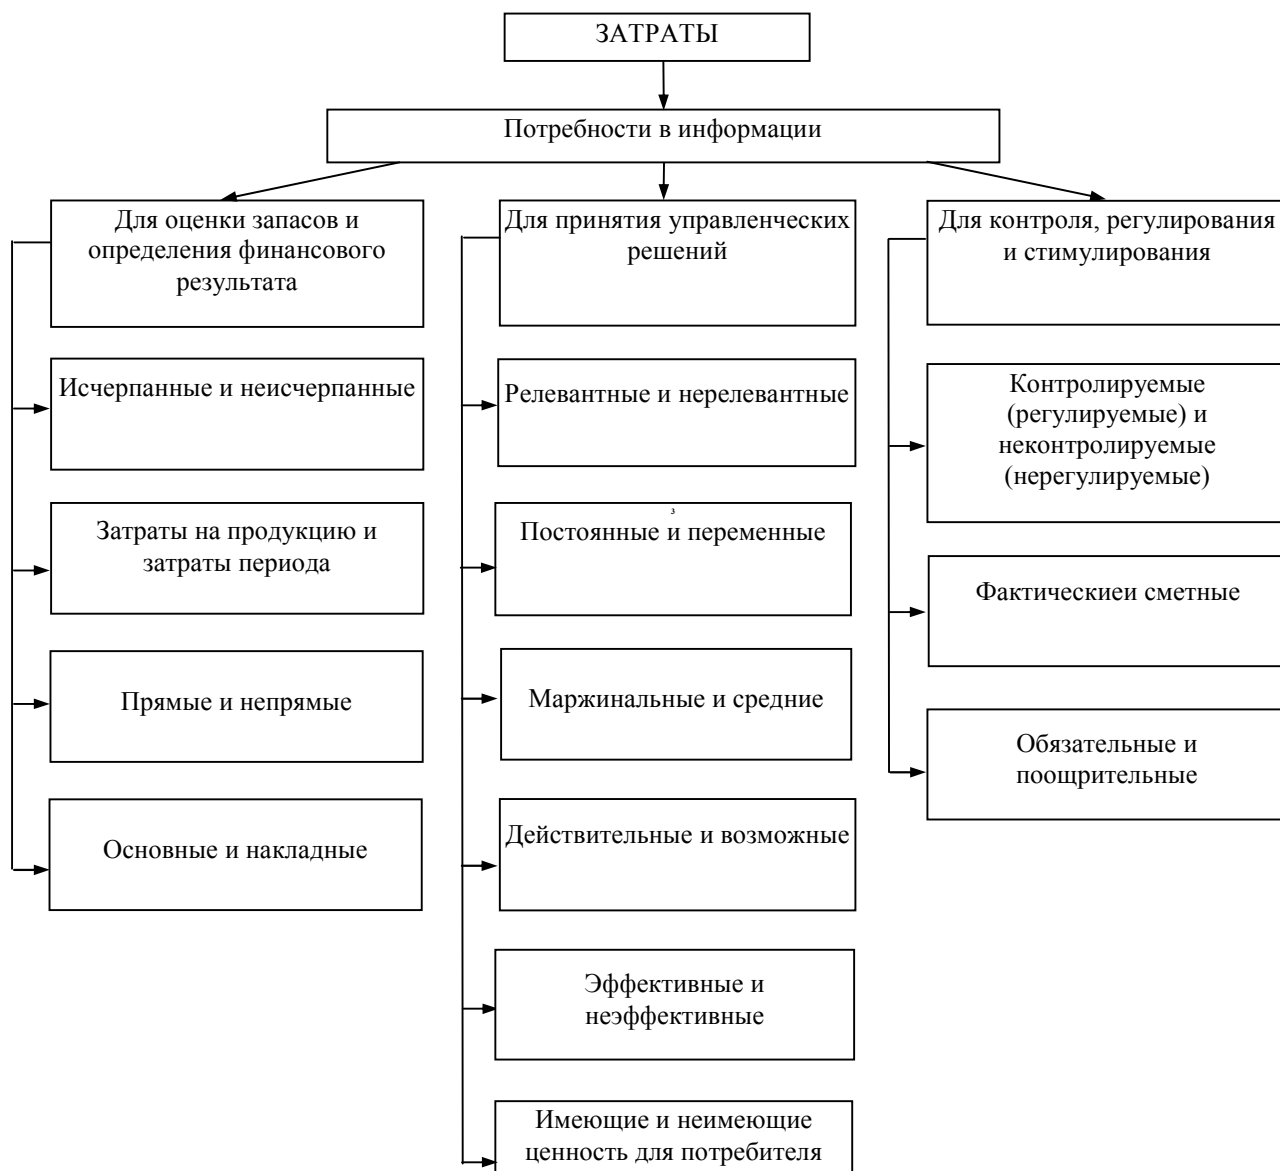 ЗАТРАТЫ
Потребности в информации
Для оценки запасов и
определения финансового
результата
Для принятия управленческих
решений
Для контроля, регулирования
и стимулирования
Исчерпанные и неисчерпанные
Затраты на продукцию и
затраты периода
Прямые и непрямые
Основные и накладные
Релевантные и нерелевантные
з
Постоянные и переменные
Маржинальные и средние
Действительные и возможные
Эффективные и
неэффективные
Имеющие и неимеющие
ценность для потребителя
Контролируемые
(регулируемые) и
неконтролируемые
(нерегулируемые)
Фактическиеи сметные
Обязательные и
поощрительные